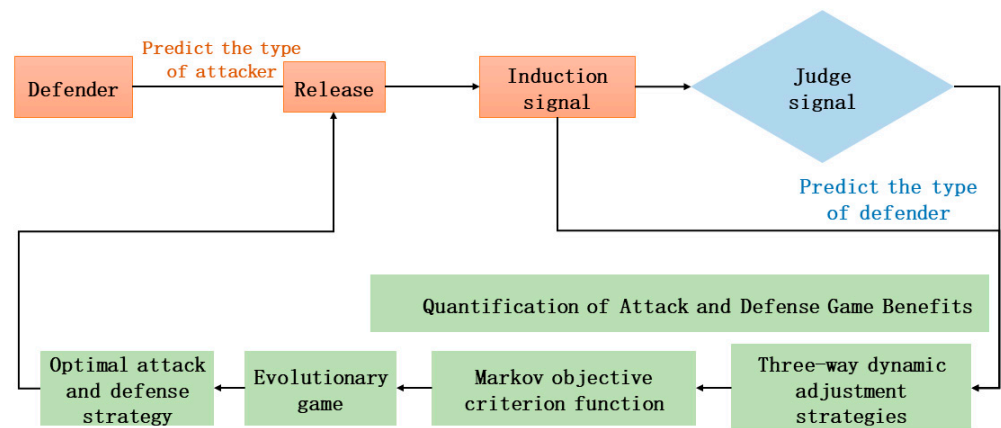 Predict the type
of attacker
Defender
Release
Induction
signal
Judge
signal
Predict the type
of defender
Quantification of Attack and Defense Game Benefits
Optimal attack
and defense
strategy
Evolutionary
game
Markov objective
criterion function
Three-way dynamic
adjustment
strategies